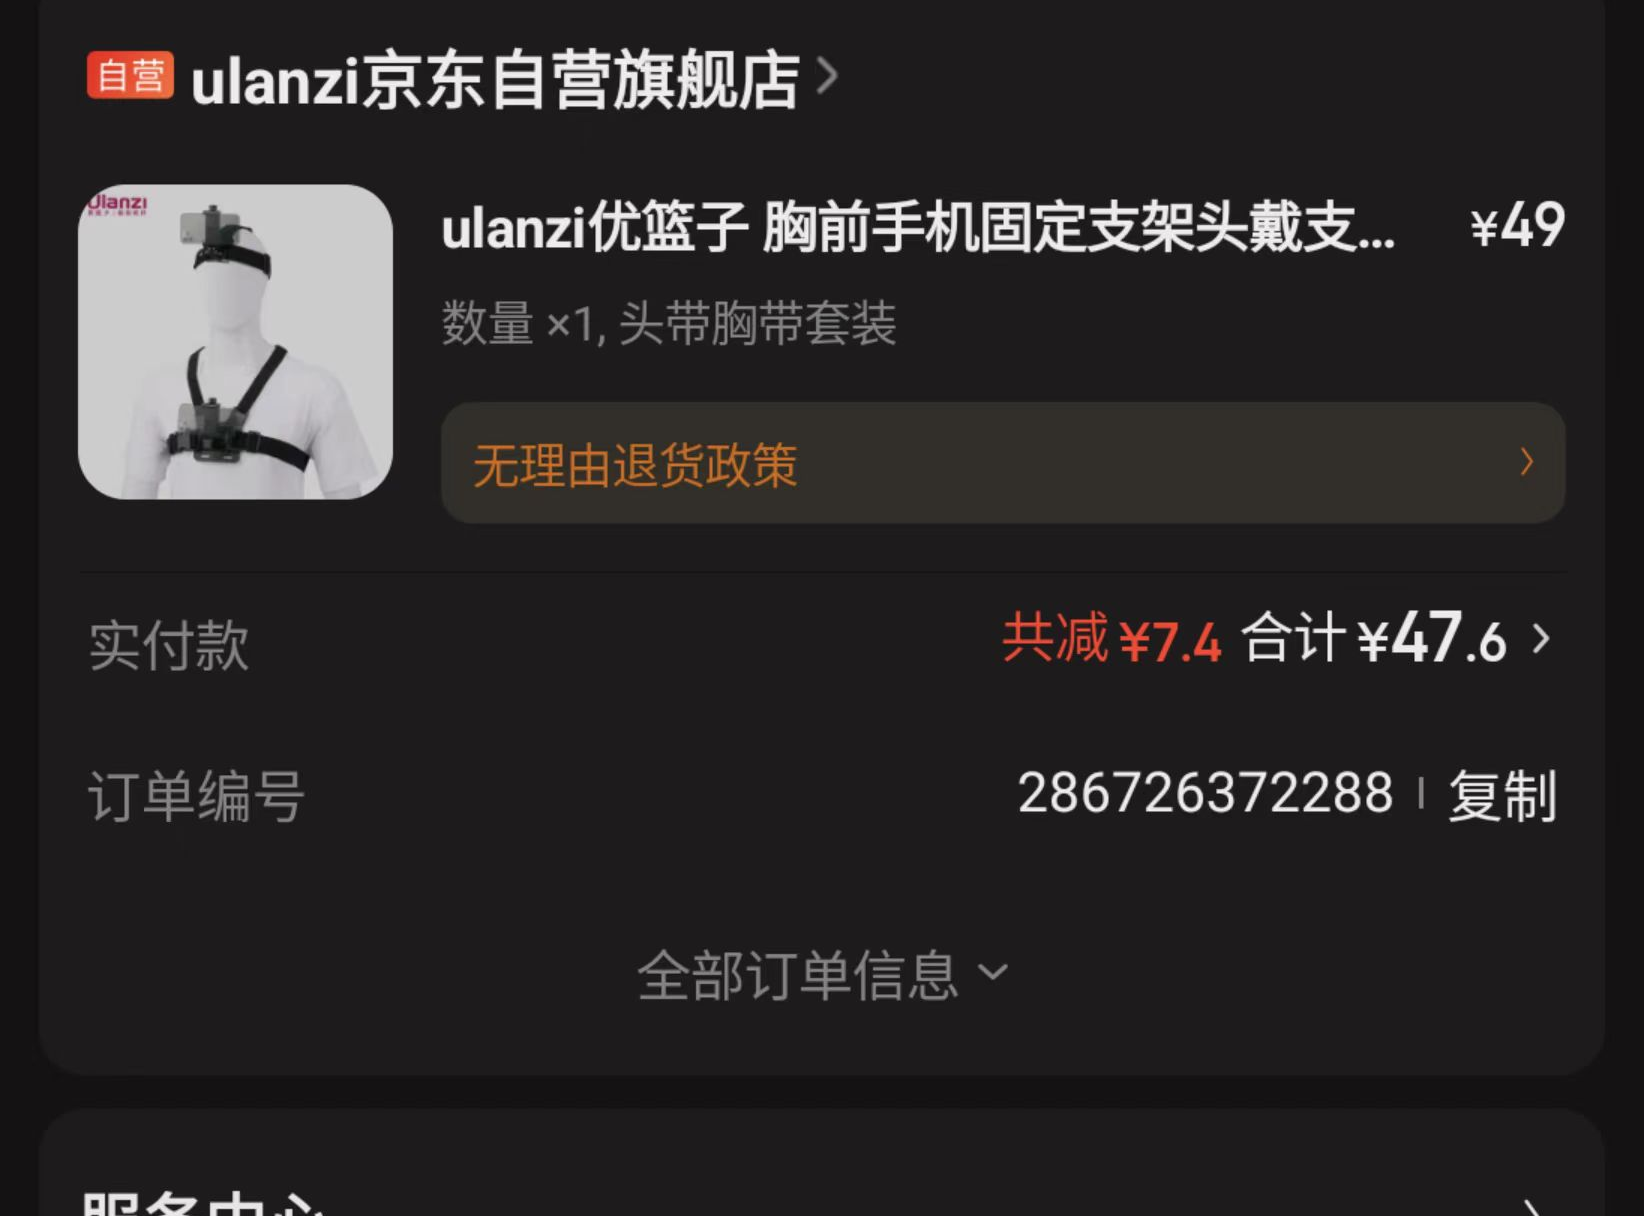 自营 ulanzi京东自营旗舰店
Ulanzi
ulanzi优篮子 胸前手机固定支架头戴支... ¥49
数量 ×1, 头带胸带套装
无理由退货政策
实付款 共减¥7.4 合计¥47.6
订单编号 286726372288 | 复制
全部订单信息
服务中心